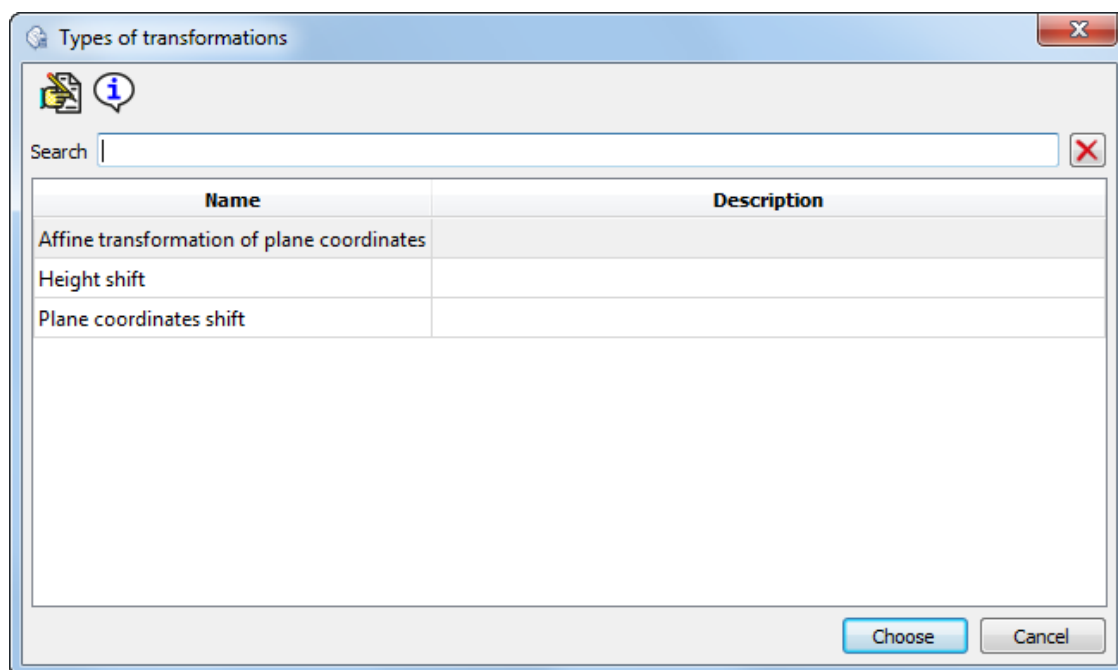 Types of transformations
Search
Name Description
Affine transformation of plane coordinates
Height shift
Plane coordinates shift
Choose Cancel